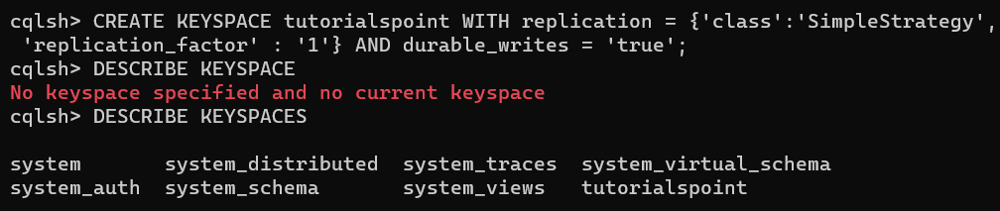 cqlsh> CREATE KEYSPACE tutorialspoint WITH replication = {'class':'SimpleStrategy',
 'replication_factor' : '1'} AND durable_writes = 'true';
cqlsh> DESCRIBE KEYSPACE
No keyspace specified and no current keyspace
cqlsh> DESCRIBE KEYSPACES
system       system_distributed  system_traces  system_virtual_schema
system_auth  system_schema       system_views   tutorialspoint